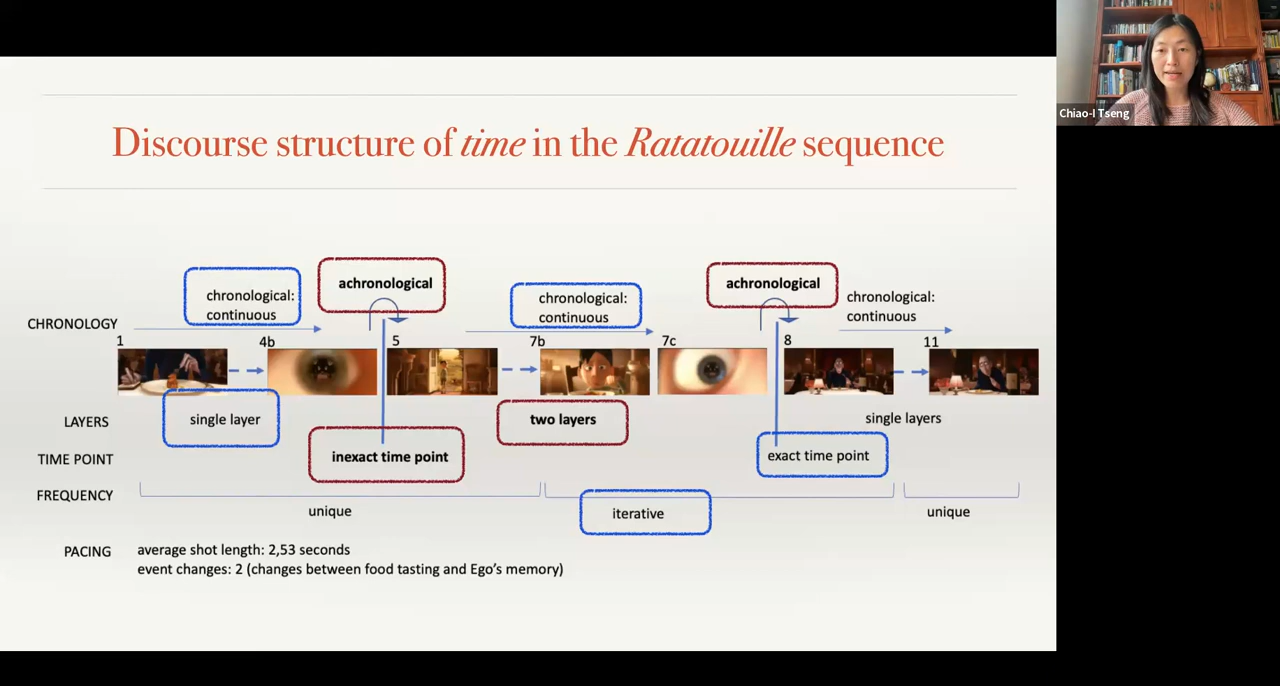 Chiao-I Tseng
Discourse structure of time in the Ratatouille sequence
achronological
achronological
chronological:
continuous
chronological:
continuous
chronological:
continuous
CHRONOLOGY
1
4b
5
7b
7c
8
11
LAYERS
single layer
two layers
single layers
TIME POINT
inexact time point
exact time point
FREQUENCY
unique
iterative
unique
PACING
average shot length: 2,53 seconds
event changes: 2 (changes between food tasting and Ego's memory)